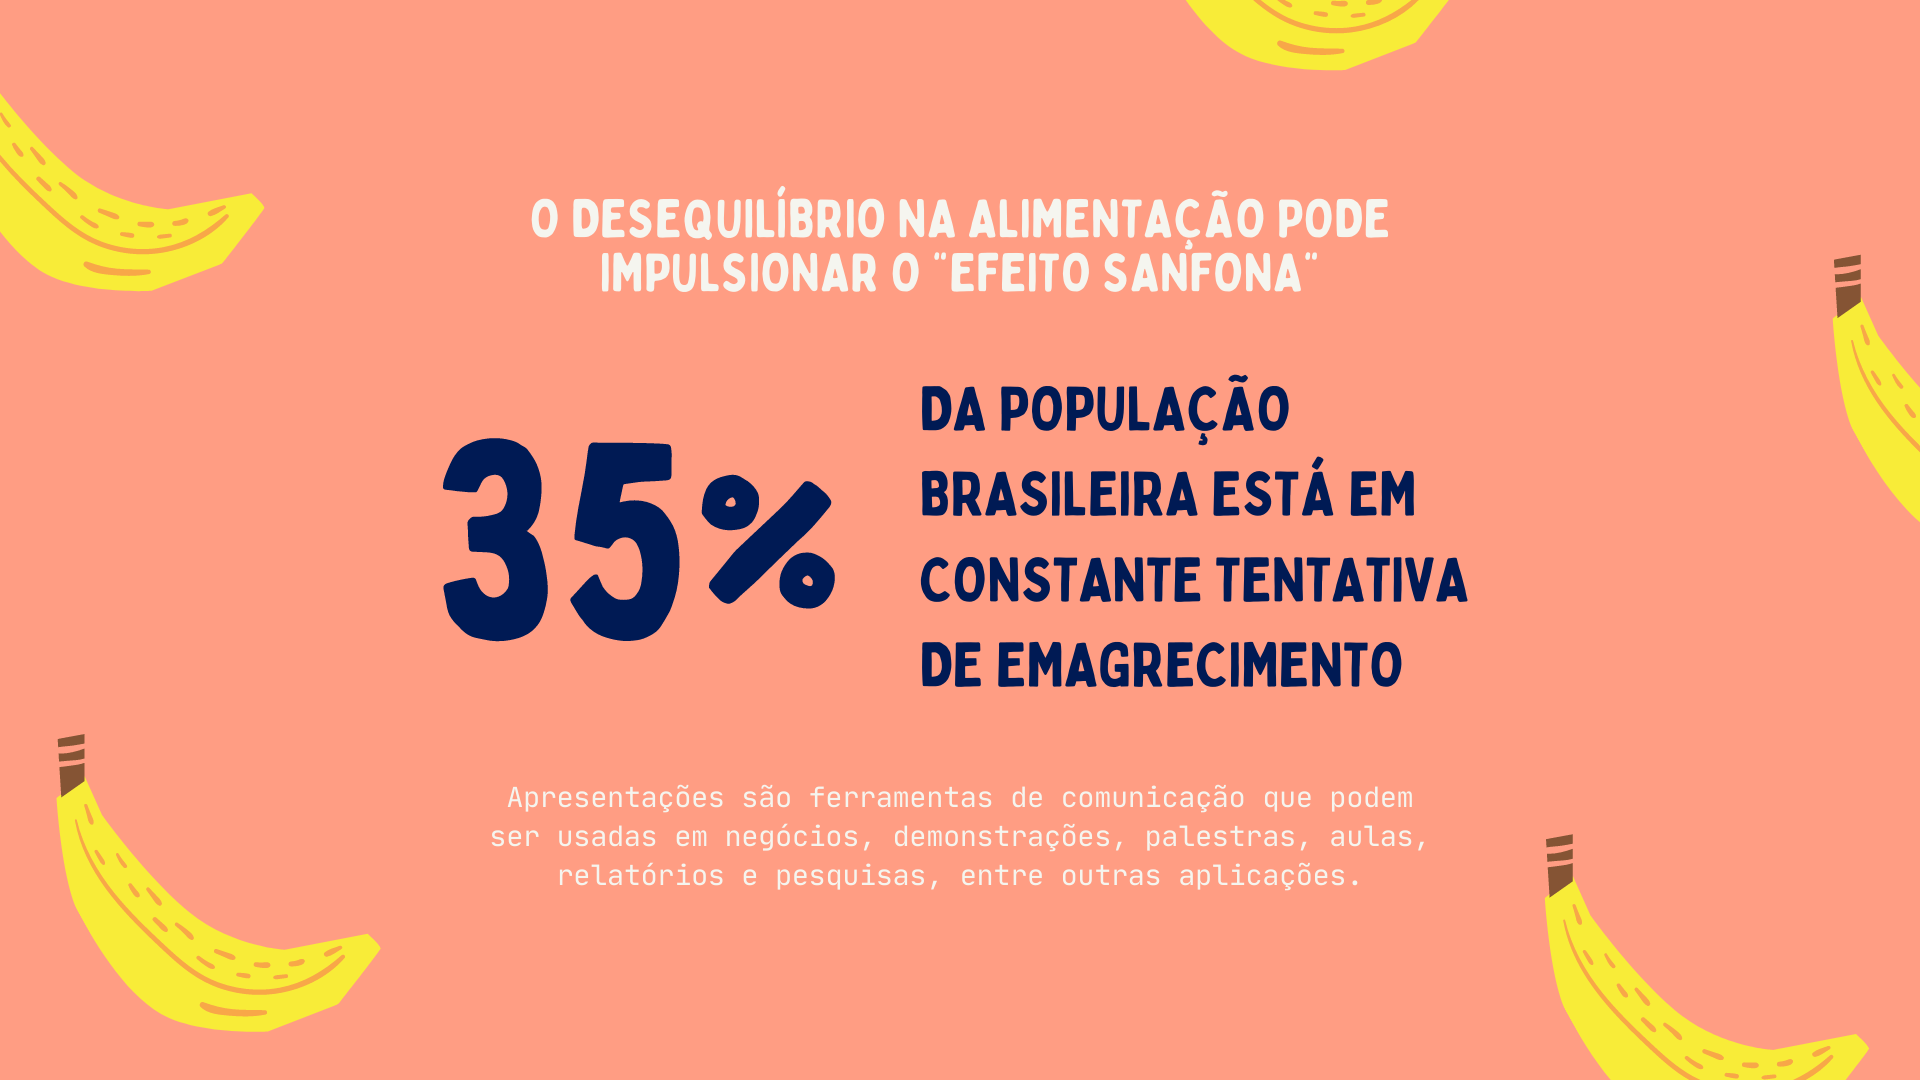 O DESEQUILÍBRIO NA ALIMENTAÇÃO PODE
IMPULSIONAR O "EFEITO SANFONA"
35%
DA POPULAÇÃO
BRASILEIRA ESTÁ EM
CONSTANTE TENTATIVA
DE EMAGRECIMENTO
Apresentações são ferramentas de comunicação que podem
ser usadas em negócios, demonstrações, palestras, aulas,
relatórios e pesquisas, entre outras aplicações.